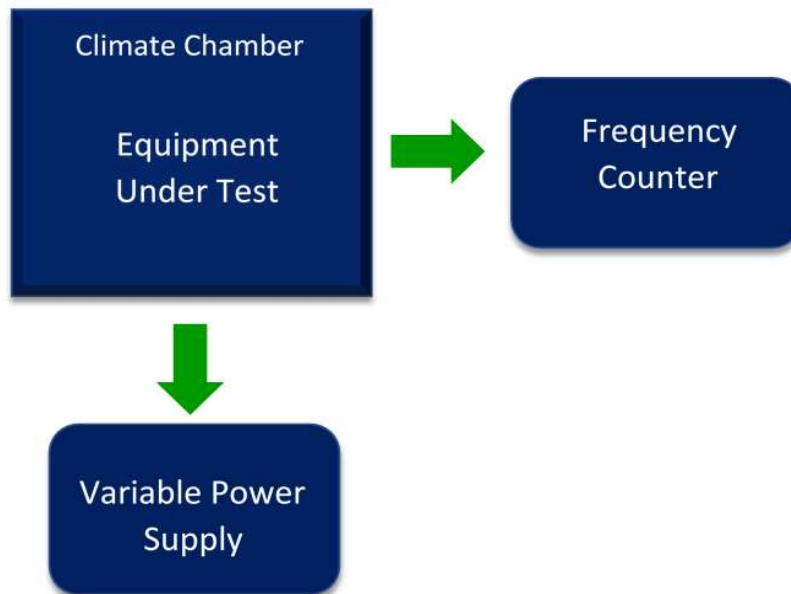 Climate Chamber
Equipment
Under Test
Frequency
Counter
Variable Power
Supply